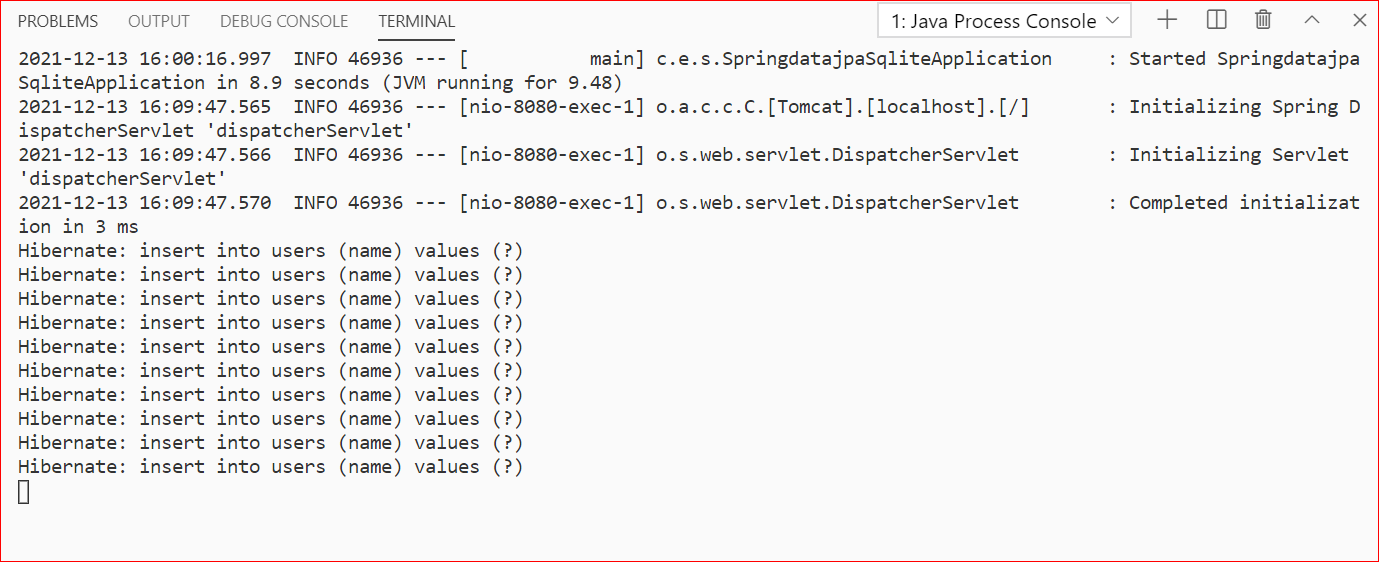 PROBLEMS OUTPUT DEBUG CONSOLE TERMINAL 1: Java Process Console
2021-12-13 16:00:16.997  INFO 46936 --- [           main] c.e.s.SpringdatajpaSqliteApplication     : Started Springdatajpa
SqliteApplication in 8.9 seconds (JVM running for 9.48)
2021-12-13 16:09:47.565  INFO 46936 --- [nio-8080-exec-1] o.a.c.c.C.[Tomcat].[localhost].[/]       : Initializing Spring D
ispatcherServlet 'dispatcherServlet'
2021-12-13 16:09:47.566  INFO 46936 --- [nio-8080-exec-1] o.s.web.servlet.DispatcherServlet        : Initializing Servlet
'dispatcherServlet'
2021-12-13 16:09:47.570  INFO 46936 --- [nio-8080-exec-1] o.s.web.servlet.DispatcherServlet        : Completed initializat
ion in 3 ms
Hibernate: insert into users (name) values (?)
Hibernate: insert into users (name) values (?)
Hibernate: insert into users (name) values (?)
Hibernate: insert into users (name) values (?)
Hibernate: insert into users (name) values (?)
Hibernate: insert into users (name) values (?)
Hibernate: insert into users (name) values (?)
Hibernate: insert into users (name) values (?)
Hibernate: insert into users (name) values (?)
Hibernate: insert into users (name) values (?)